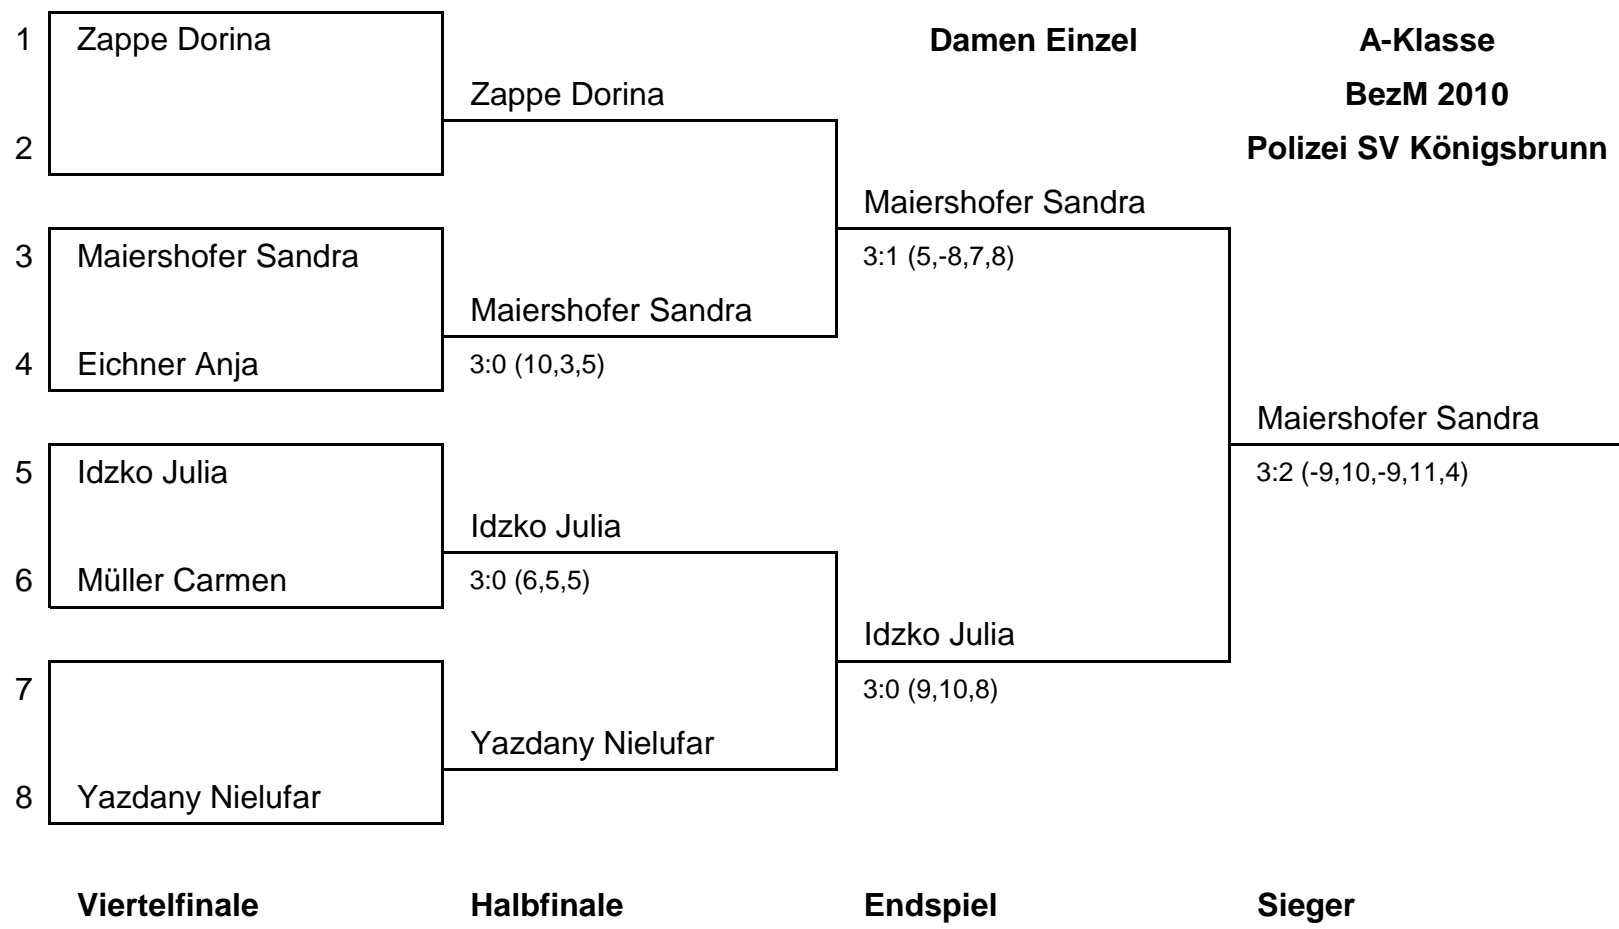 1 Zappe Dorina Damen Einzel A-Klasse
Zappe Dorina BezM 2010
2 Polizei SV Königsbrunn
Maiershofer Sandra
3 Maiershofer Sandra 3:1 (5,-8,7,8)
Maiershofer Sandra
4 Eichner Anja 3:0 (10,3,5)
Maiershofer Sandra
5 Idzko Julia 3:2 (-9,10,-9,11,4)
Idzko Julia
6 Müller Carmen 3:0 (6,5,5)
Idzko Julia
7 3:0 (9,10,8)
Yazdany Nielufar
8 Yazdany Nielufar
Viertelfinale Halbfinale Endspiel Sieger